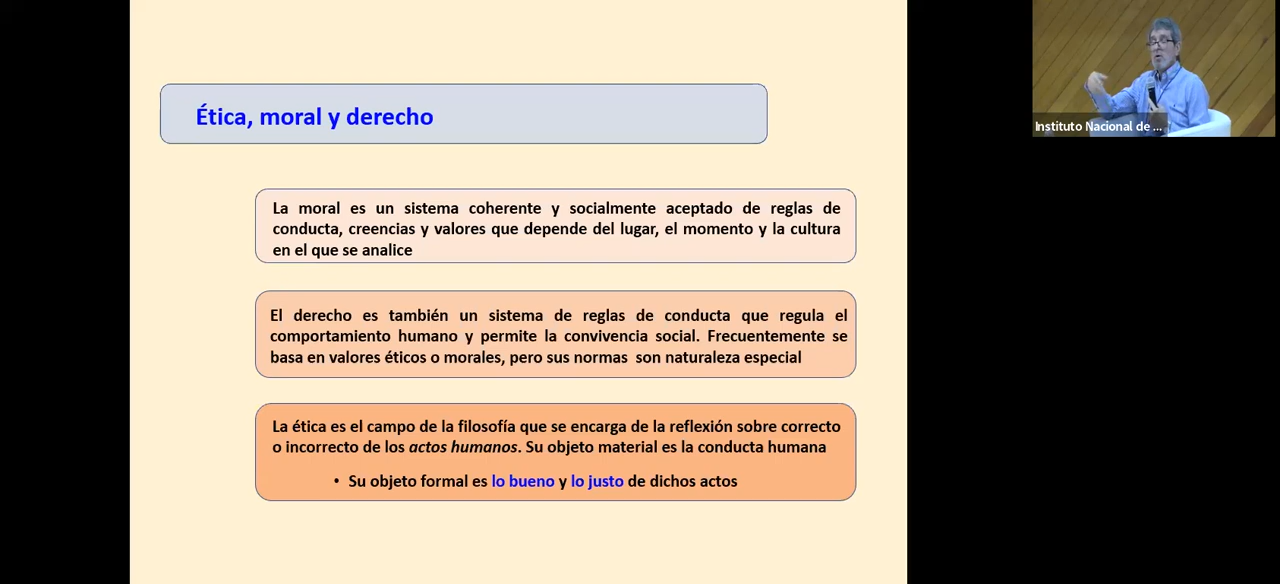 Ética, moral y derecho
La moral es un sistema coherente y socialmente aceptado de reglas de
conducta, creencias y valores que depende del lugar, el momento y la cultura
en el que se analice
El derecho es también un sistema de reglas de conducta que regula el
comportamiento humano y permite la convivencia social. Frecuentemente se
basa en valores éticos o morales, pero sus normas son naturaleza especial
La ética es el campo de la filosofía que se encarga de la reflexión sobre correcto
o incorrecto de los actos humanos. Su objeto material es la conducta humana
• Su objeto formal es lo bueno y lo justo de dichos actos
Instituto Nacional de ...